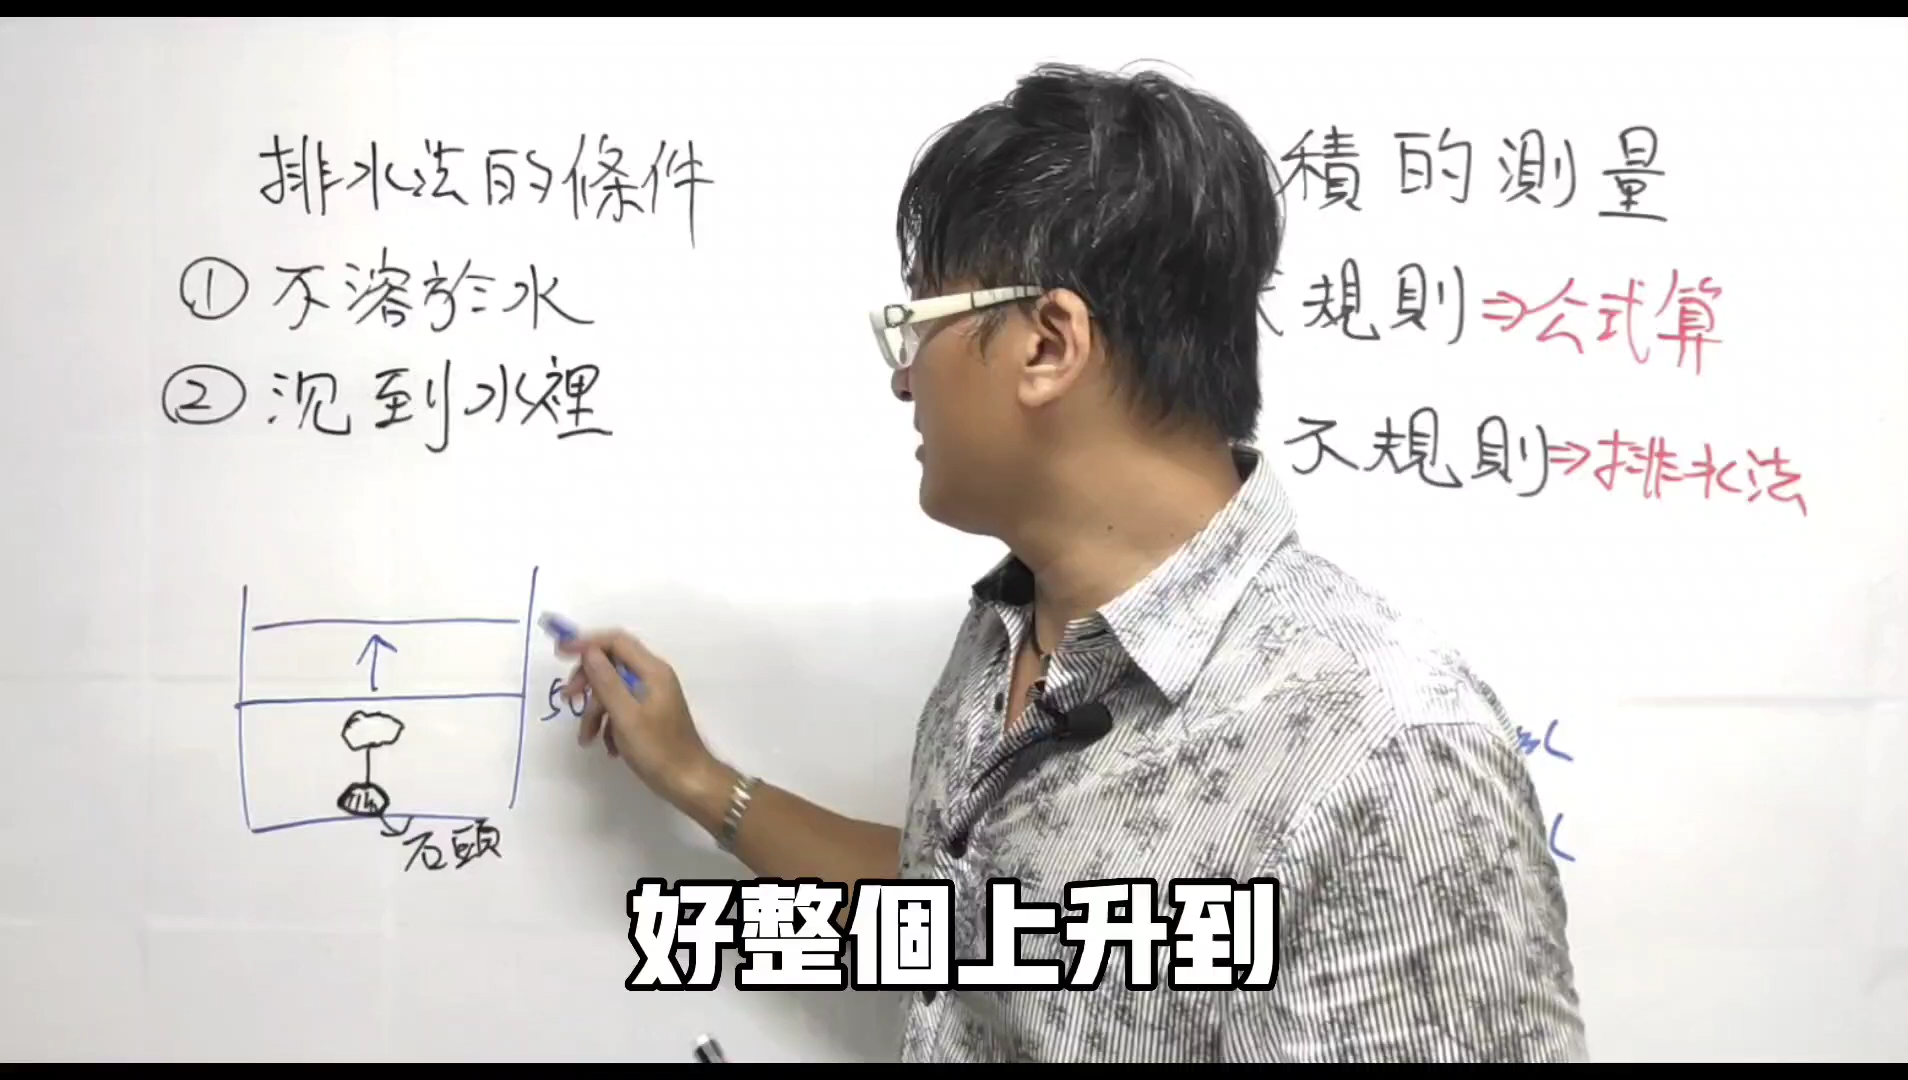 排水法的條件
① 不溶於水
② 沉到水裡
積的測量
規則⇒公式算
不規則⇒排水法
50
石頭
mL
L
好整個上升到